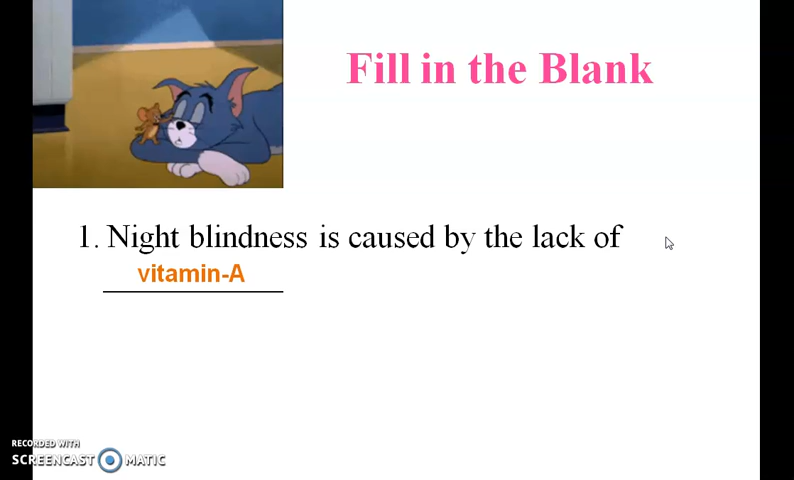 Fill in the Blank
1. Night blindness is caused by the lack of
vitamin-A
RECORDED WITH
SCREENCAST MATIC